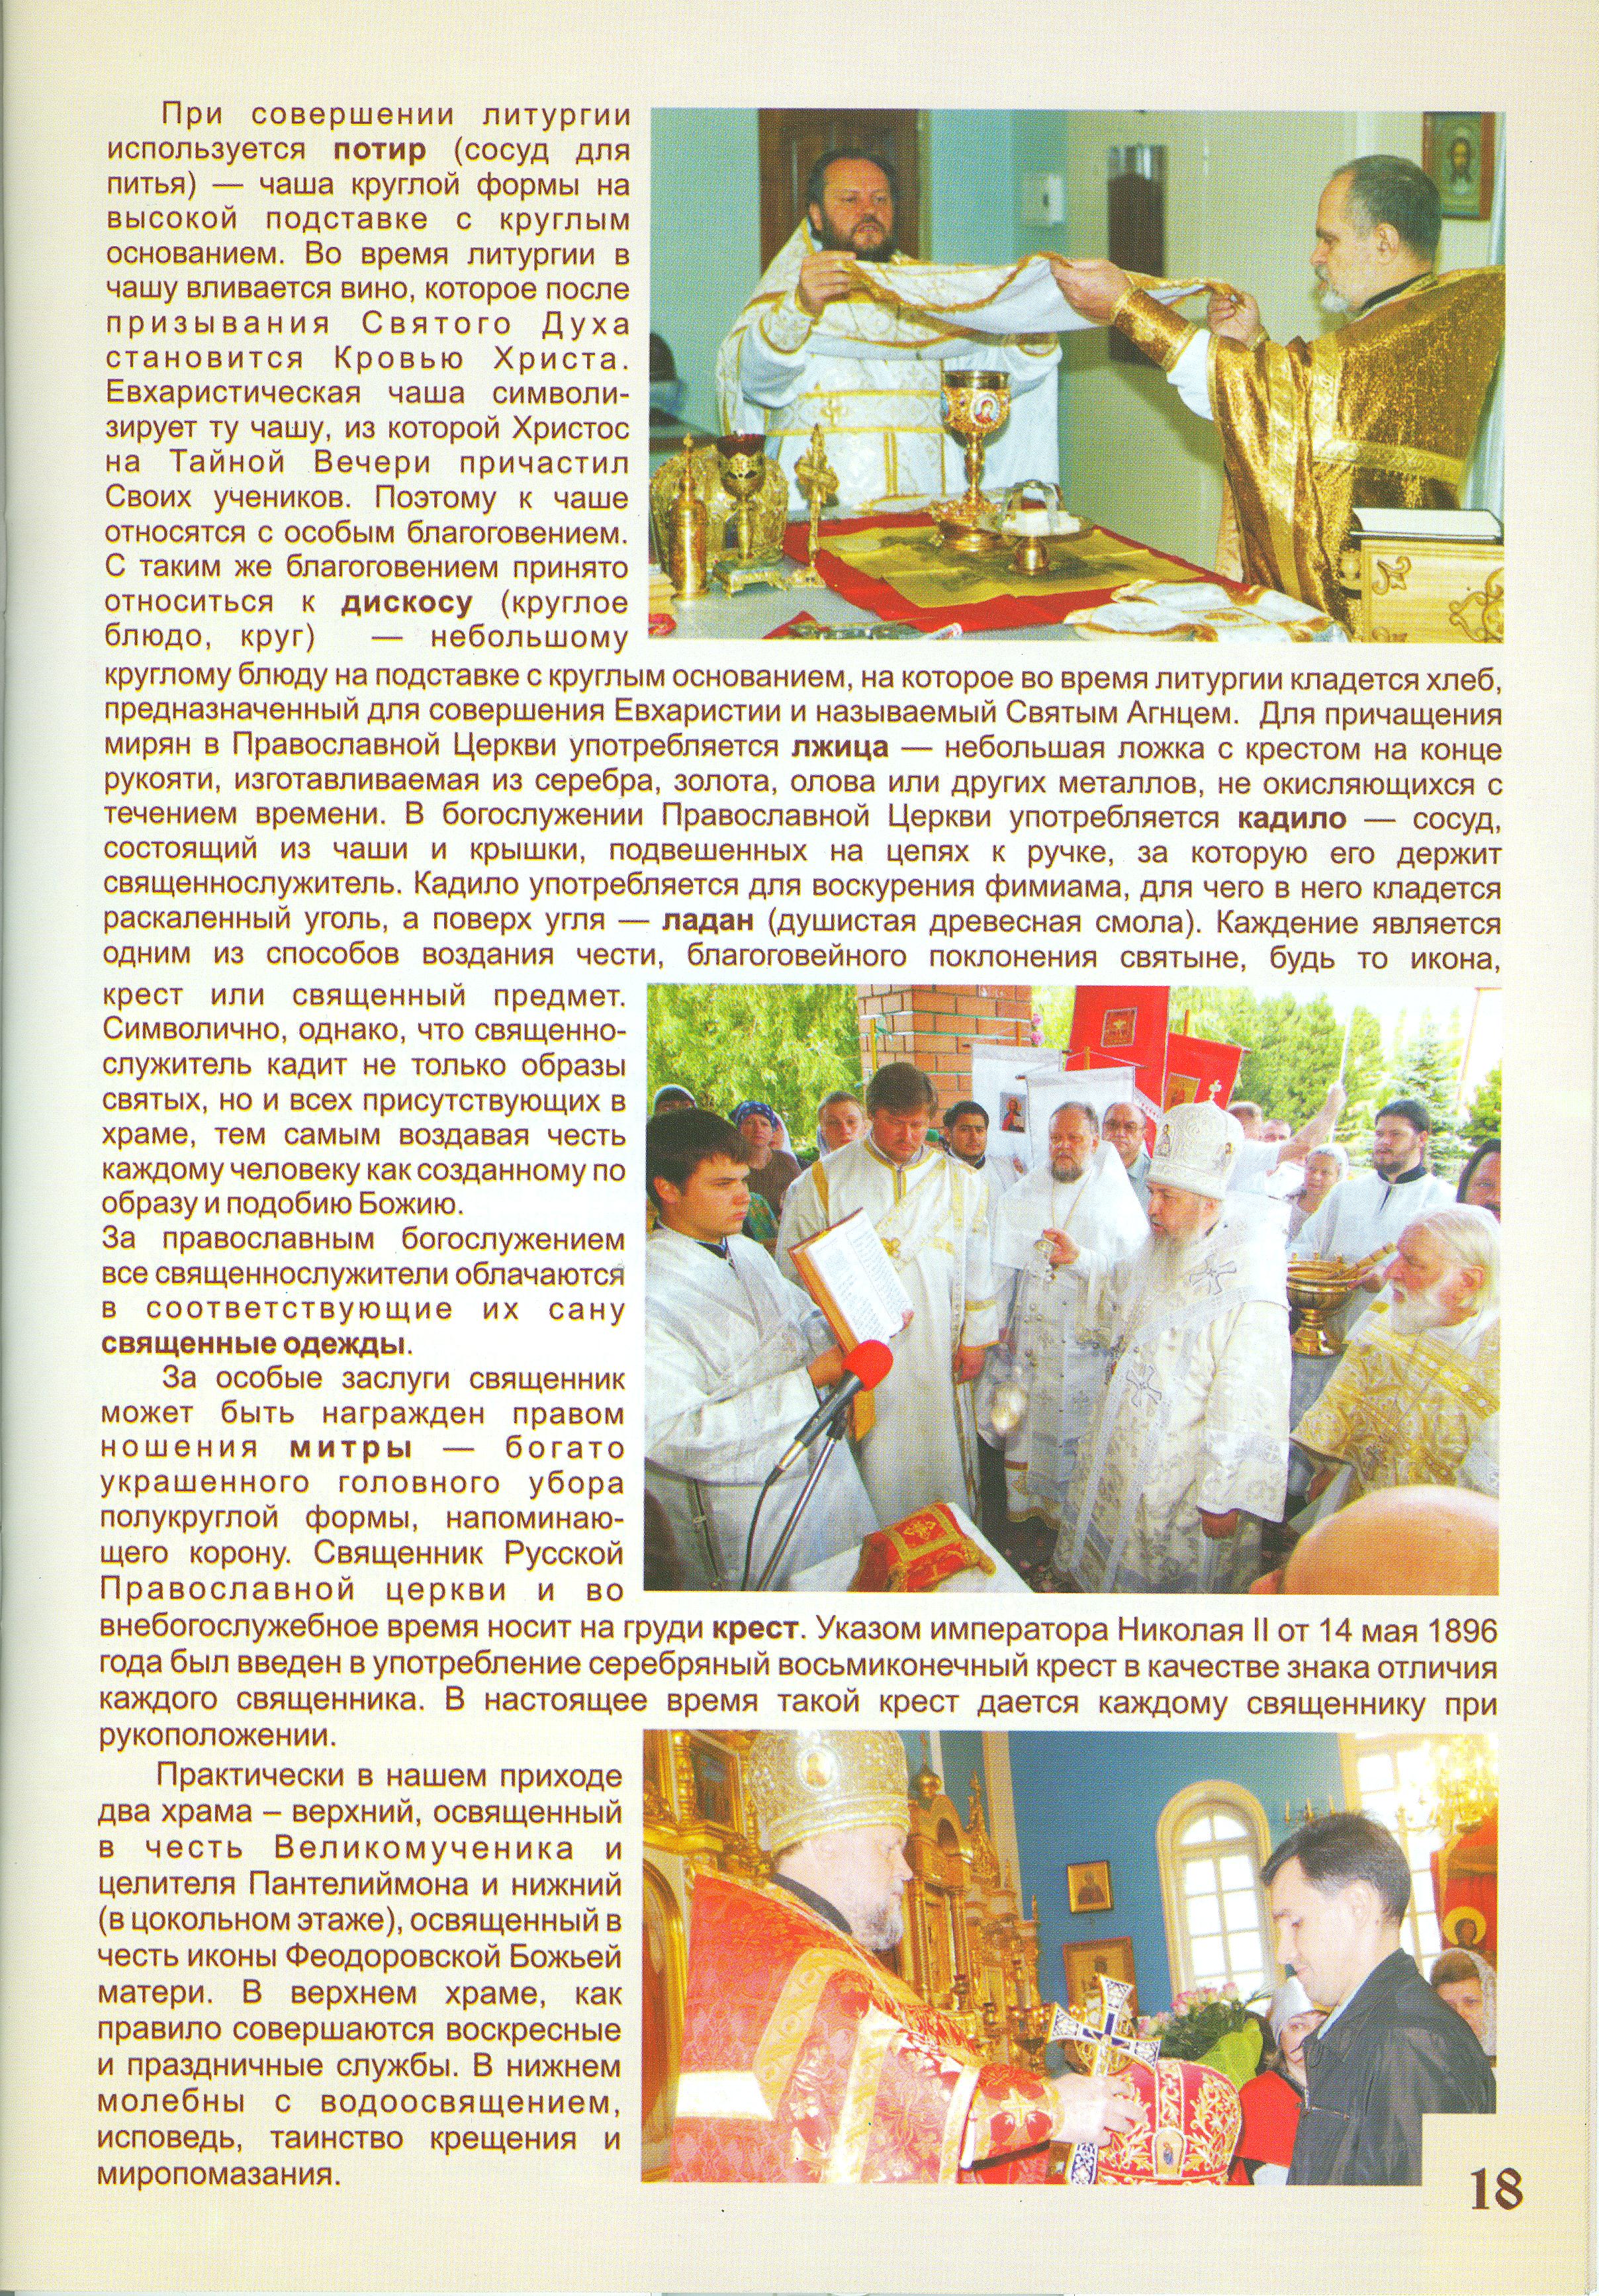 При совершении литургии
используется потир (сосуд для
питья) — чаша круглой формы на
высокой подставке с круглым
основанием. Во время литургии в
чашу вливается вино, которое после
призывания Святого Духа
становится Кровью Христа.
Евхаристическая чаша символи-
зирует ту чашу, из которой Христос
на Тайной Вечери причастил
Своих учеников. Поэтому к чаше
относятся с особым благоговением.
С таким же благоговением принято
относиться к дискосу (круглое
блюдо, круг) — небольшому
круглому блюду на подставке с круглым основанием, на которое во время литургии кладется хлеб,
предназначенный для совершения Евхаристии и называемый Святым Агнцем. Для причащения
мирян в Православной Церкви употребляется лжица — небольшая ложка с крестом на конце
рукояти, изготавливаемая из серебра, золота, олова или других металлов, не окисляющихся с
течением времени. В богослужении Православной Церкви употребляется кадило — сосуд,
состоящий из чаши и крышки, подвешенных на цепях к ручке, за которую его держит
священнослужитель. Кадило употребляется для воскурения фимиама, для чего в него кладется
раскаленный уголь, а поверх угля — ладан (душистая древесная смола). Каждение является
одним из способов воздания чести, благоговейного поклонения святыне, будь то икона,
крест или священный предмет.
Символично, однако, что священно-
служитель кадит не только образы
святых, но и всех присутствующих в
храме, тем самым воздавая честь
каждому человеку как созданному по
образу и подобию Божию.
За православным богослужением
все священнослужители облачаются
в соответствующие их сану
священные одежды.
За особые заслуги священник
может быть награжден правом
ношения митры — богато
украшенного головного убора
полукруглой формы, напоминаю-
щего корону. Священник Русской
Православной церкви и во
внебогослужебное время носит на груди крест. Указом императора Николая II от 14 мая 1896
года был введен в употребление серебряный восьмиконечный крест в качестве знака отличия
каждого священника. В настоящее время такой крест дается каждому священнику при
рукоположении.
Практически в нашем приходе
два храма – верхний, освященный
в честь Великомученика и
целителя Пантелиймона и нижний
(в цокольном этаже), освященный в
честь иконы Феодоровской Божьей
матери. В верхнем храме, как
правило совершаются воскресные
и праздничные службы. В нижнем
молебны с водоосвящением,
исповедь, таинство крещения и
миропомазания.
18